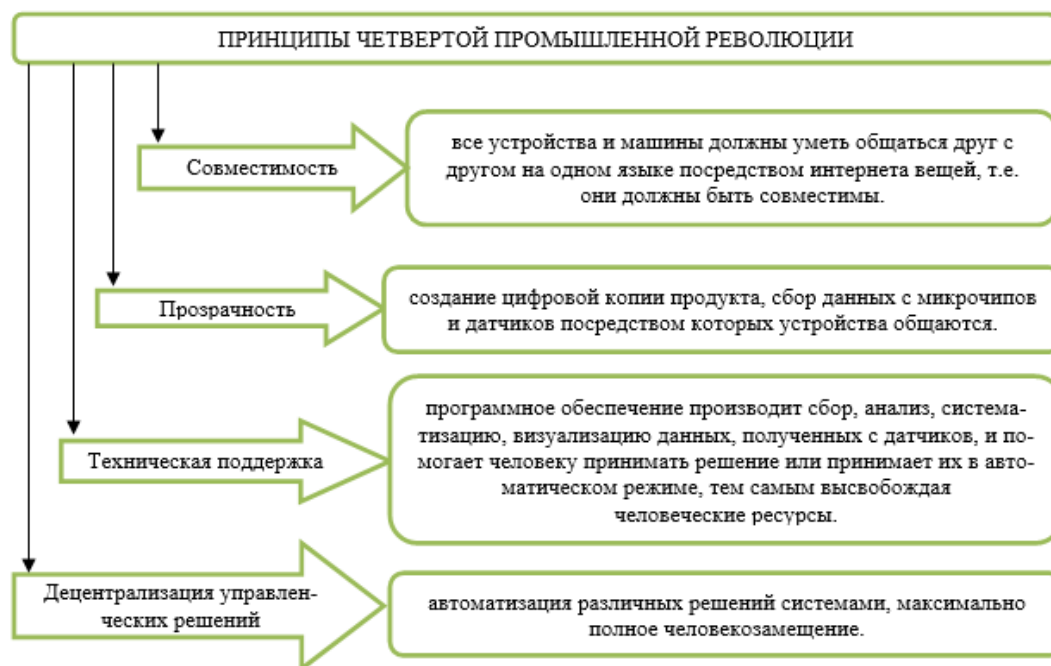 ПРИНЦИПЫ ЧЕТВЕРТОЙ ПРОМЫШЛЕННОЙ РЕВОЛЮЦИИ
Совместимость
все устройства и машины должны уметь общаться друг с
другом на одном языке посредством интернета вещей, т.е.
они должны быть совместимы.
Прозрачность
создание цифровой копии продукта, сбор данных с микрочипов
и датчиков посредством которых устройства общаются.
Техническая поддержка
программное обеспечение производит сбор, анализ, система-
тизацию, визуализацию данных, полученных с датчиков, и по-
могает человеку принимать решение или принимает их в авто-
матическом режиме, тем самым высвобождая
человеческие ресурсы.
Децентрализация управлен-
ческих решений
автоматизация различных решений системами, максимально
полное человекозамещение.